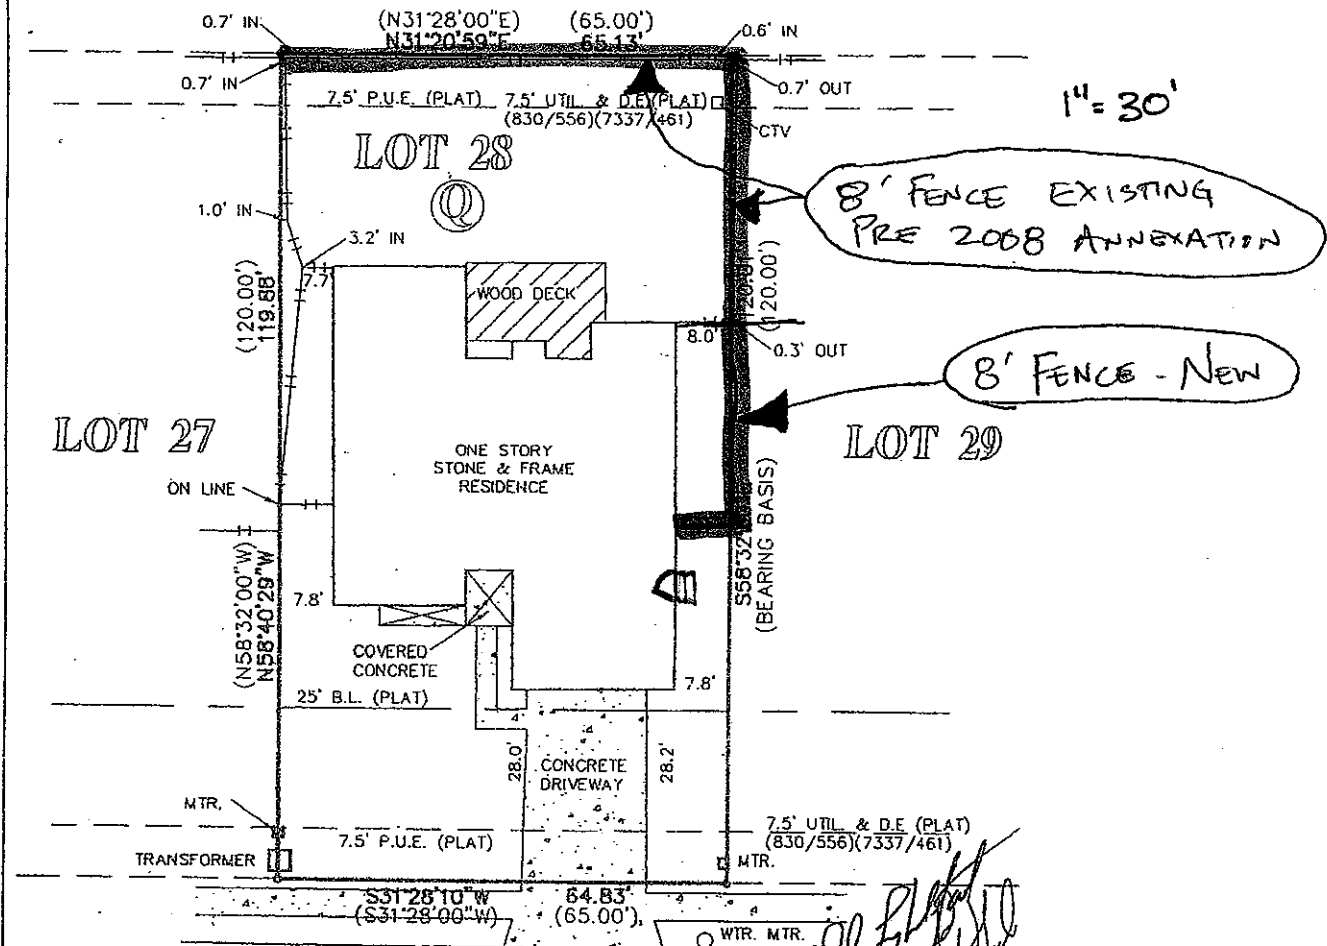 0.7' IN
(N31°28'00"E) (65.00')
N31°20'59"E 65.13'
0.6' IN
0.7' IN
0.7' OUT
7.5' P.U.E. (PLAT)
7.5' UTIL. & D.E (PLAT)
(830/556)(7337/461)
CTV
1" = 30'
LOT 28
Q
8' FENCE EXISTING
PRE 2008 ANNEXATION
1.0' IN
3.2' IN
7.7'
WOOD DECK
(120.00')
119.88'
(120.00')
8.0'
0.3' OUT
8' FENCE - NEW
LOT 27
LOT 29
ONE STORY
STONE & FRAME
RESIDENCE
ON LINE
(N58°32'00"W)
N58°40'29"W
S58°32'
(BEARING BASIS)
7.8'
COVERED
CONCRETE
7.8'
25' B.L. (PLAT)
28.0'
CONCRETE
DRIVEWAY
28.2'
MTR.
7.5' P.U.E. (PLAT)
7.5' UTIL. & D.E (PLAT)
(830/556)(7337/461)
TRANSFORMER
MTR.
S31°28'10"W 64.83'
(S31°28'00"W) (65.00')
WTR. MTR.